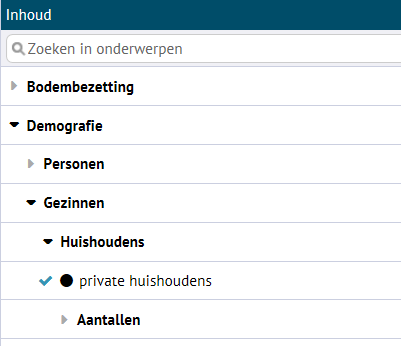 Inhoud
Zoeken in onderwerpen
Bodembezetting
Demografie
Personen
Gezinnen
Huishoudens
private huishoudens
Aantallen